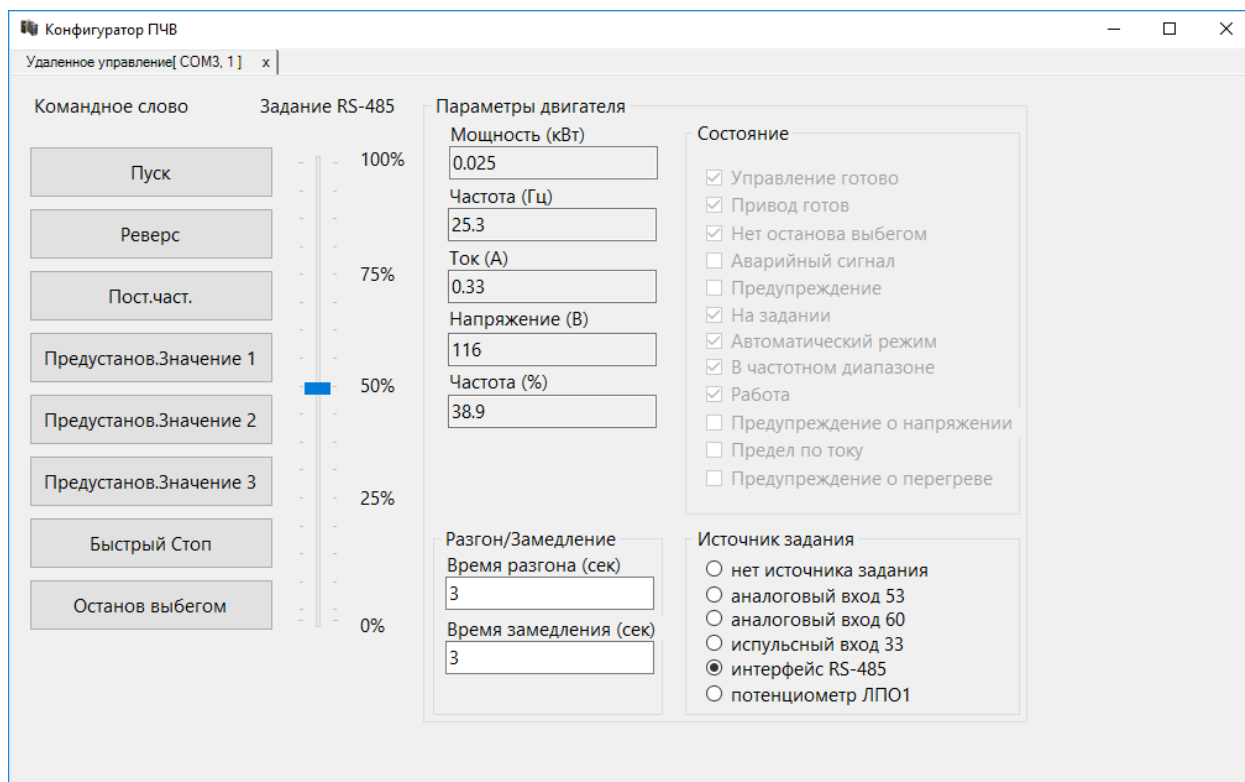 Конфигуратор ПЧВ
Удаленное управление[ COM3, 1 ] x
Командное слово
Пуск
Реверс
Пост.част.
Предустанов.Значение 1
Предустанов.Значение 2
Предустанов.Значение 3
Быстрый Стоп
Останов выбегом
Задание RS-485
100%
75%
50%
25%
0%
Параметры двигателя
Мощность (кВт)
0.025
Частота (Гц)
25.3
Ток (А)
0.33
Напряжение (В)
116
Частота (%)
38.9
Состояние
Управление готово
Привод готов
Нет останова выбегом
Аварийный сигнал
Предупреждение
На задании
Автоматический режим
В частотном диапазоне
Работа
Предупреждение о напряжении
Предел по току
Предупреждение о перегреве
Разгон/Замедление
Время разгона (сек)
3
Время замедления (сек)
3
Источник задания
нет источника задания
аналоговый вход 53
аналоговый вход 60
испульсный вход 33
интерфейс RS-485
потенциометр ЛПО1